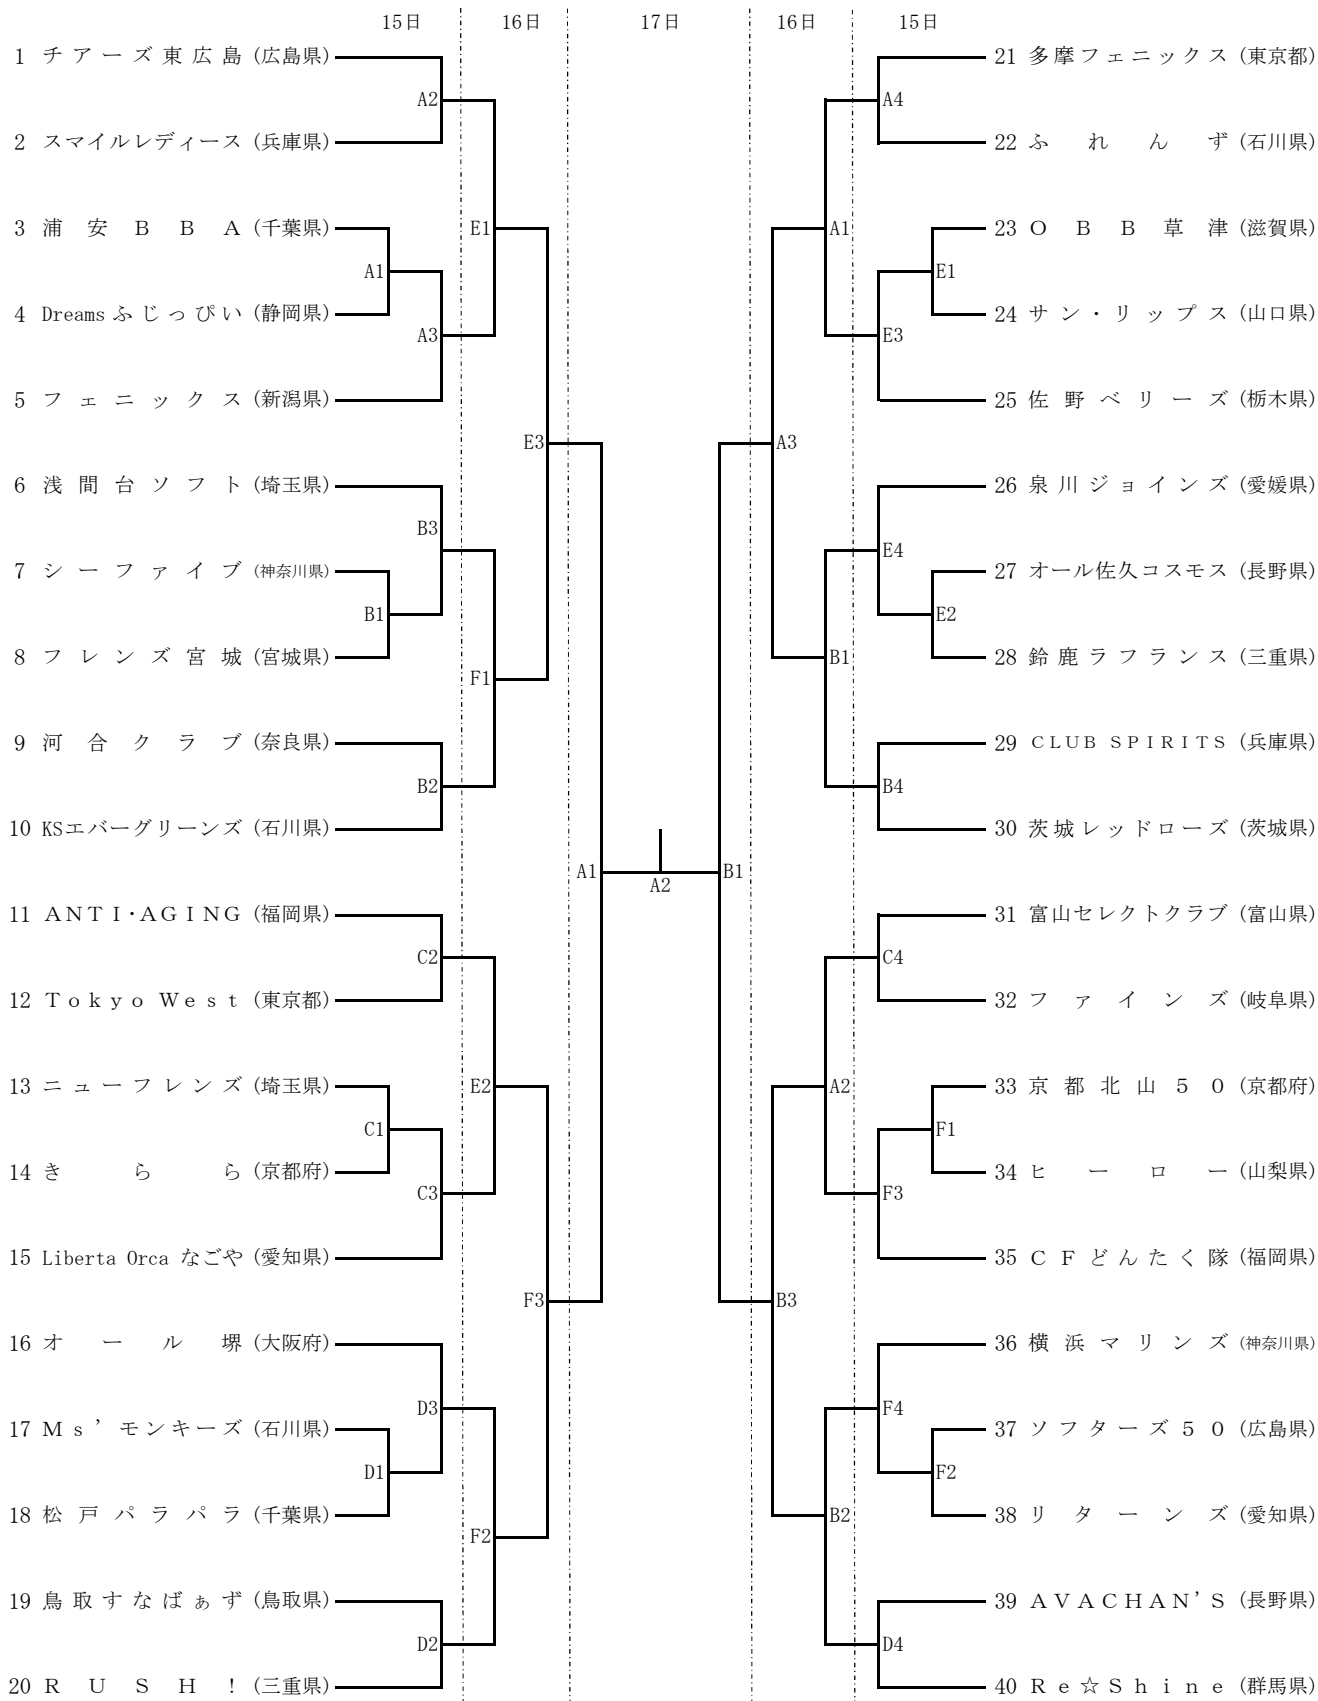 15日 16日 17日 16日 15日
1 チアーズ東広島 (広島県)
A2
2 スマイルレディース (兵庫県)
3 浦安ＢＢＡ (千葉県)
E1
A1
4 Dreamsふじっぴい (静岡県)
A3
5 フェニックス (新潟県)
E3
6 浅間台ソフト (埼玉県)
B3
7 シーファイブ (神奈川県)
B1
8 フレンズ宮城 (宮城県)
F1
9 河合クラブ (奈良県)
B2
10 KSエバーグリーンズ (石川県)
A1
11 ＡＮＴＩ・ＡＧＩＮＧ (福岡県)
C2
12 Ｔｏｋｙｏ Ｗｅｓｔ (東京都)
13 ニューフレンズ (埼玉県)
E2
C1
14 きらら (京都府)
C3
15 Liberta Orca なごや (愛知県)
F3
16 オール堺 (大阪府)
D3
17 Ｍｓ’モンキーズ (石川県)
D1
18 松戸パラパラ (千葉県)
F2
19 鳥取すなばぁず (鳥取県)
D2
20 ＲＵＳＨ！ (三重県)
A2
21 多摩フェニックス (東京都)
A4
22 ふれんず (石川県)
A1
23 ＯＢＢ草津 (滋賀県)
E1
24 サン・リップス (山口県)
E3
25 佐野ベリーズ (栃木県)
A3
26 泉川ジョインズ (愛媛県)
E4
27 オール佐久コスモス (長野県)
E2
28 鈴鹿ラフランス (三重県)
B1
29 ＣＬＵＢ ＳＰＩＲＩＴＳ (兵庫県)
B4
30 茨城レッドローズ (茨城県)
B1
31 富山セレクトクラブ (富山県)
C4
32 ファインズ (岐阜県)
A2
33 京都北山５０ (京都府)
F1
34 ヒーロー (山梨県)
F3
35 ＣＦどんたく隊 (福岡県)
B3
36 横浜マリンズ (神奈川県)
F4
37 ソフターズ５０ (広島県)
F2
38 リターンズ (愛知県)
B2
39 ＡＶＡＣＨＡＮ’Ｓ (長野県)
D4
40 Ｒｅ☆Ｓｈｉｎｅ (群馬県)